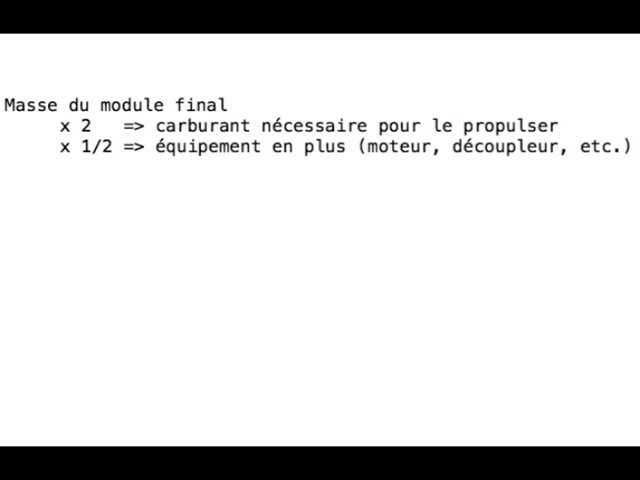 Masse du module final
x 2 => carburant nécessaire pour le propulser
x 1/2 => équipement en plus (moteur, découpleur, etc.)